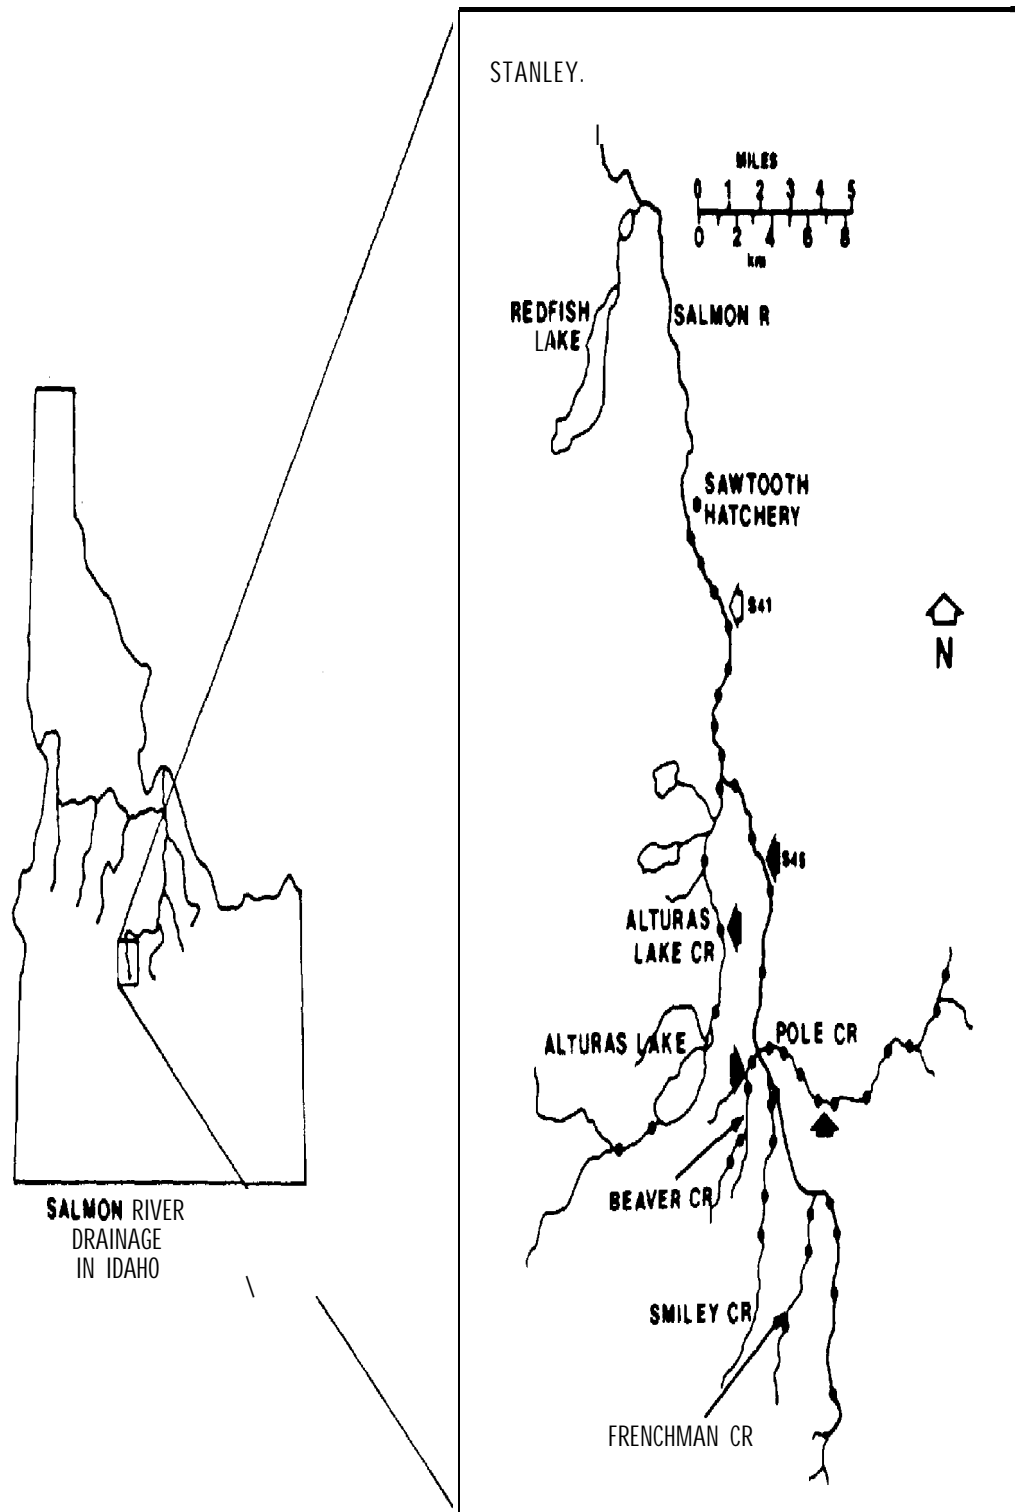 STANLEY.
MILES
0 1 2 3 4 5
0 2 4 6 8
km
REDFISH
LAKE
SALMON R
SAWTOOTH
HATCHERY
S41
N
S46
ALTURAS
LAKE CR
ALTURAS LAKE
POLE CR
BEAVER CR
SMILEY CR
FRENCHMAN CR
SALMON RIVER
DRAINAGE
IN IDAHO